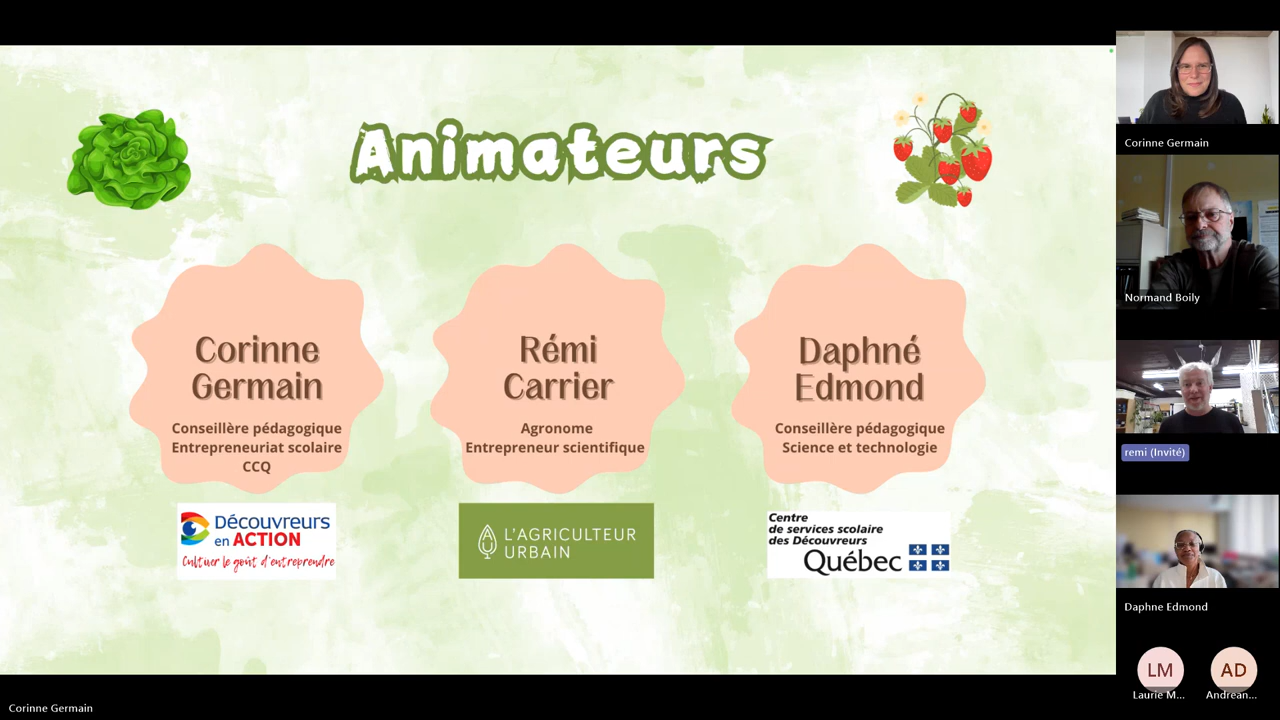 Animateurs
Corinne
Germain
Conseillère pédagogique
Entrepreneuriat scolaire
CCQ
Découvreurs
en ACTION
Cultiver le goût d'entreprendre
Rémi
Carrier
Agronome
Entrepreneur scientifique
L'AGRICULTEUR
URBAIN
Daphné
Edmond
Conseillère pédagogique
Science et technologie
Centre
de services scolaire
des Découvreurs
Québec
Corinne Germain
Normand Boily
remi (Invité)
Daphne Edmond
LM
AD
Laurie M...
Andrean...
Corinne Germain